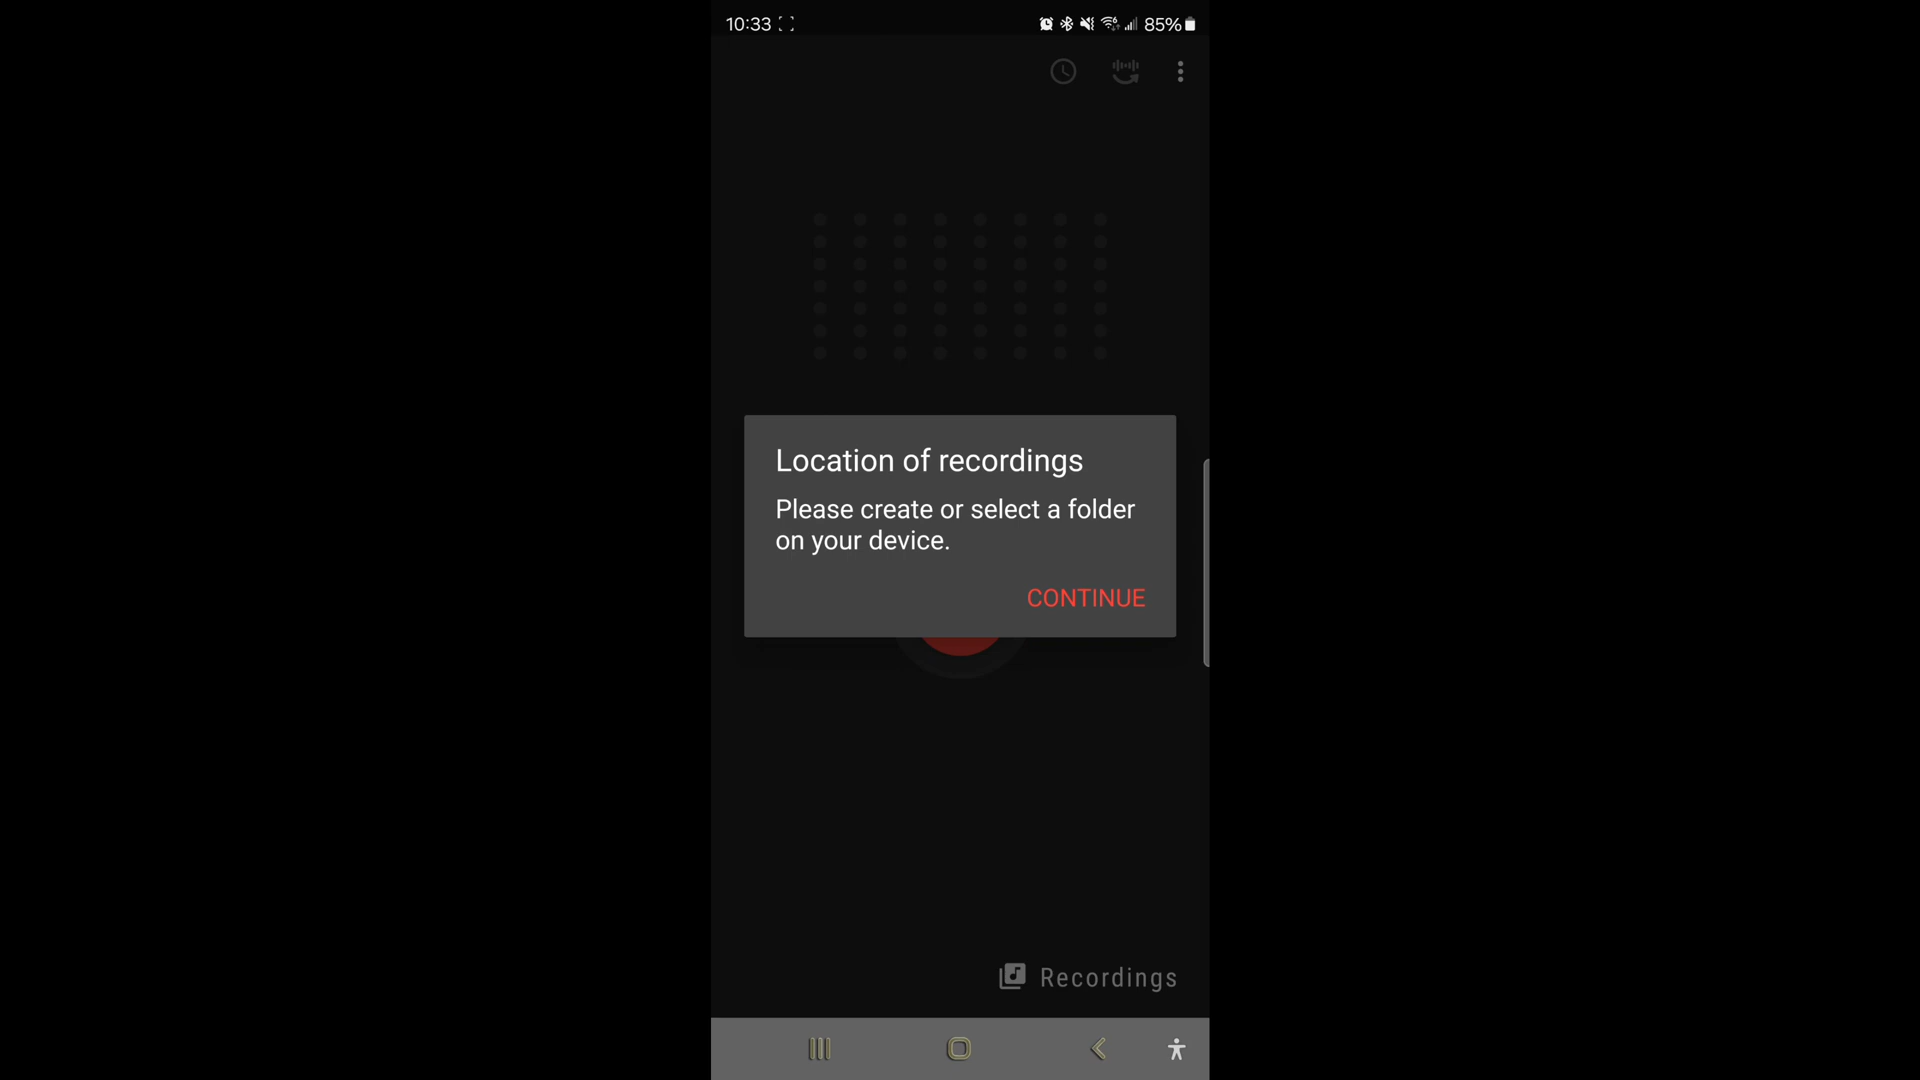 10:33 85%
Location of recordings
Please create or select a folder
on your device.
CONTINUE
Recordings